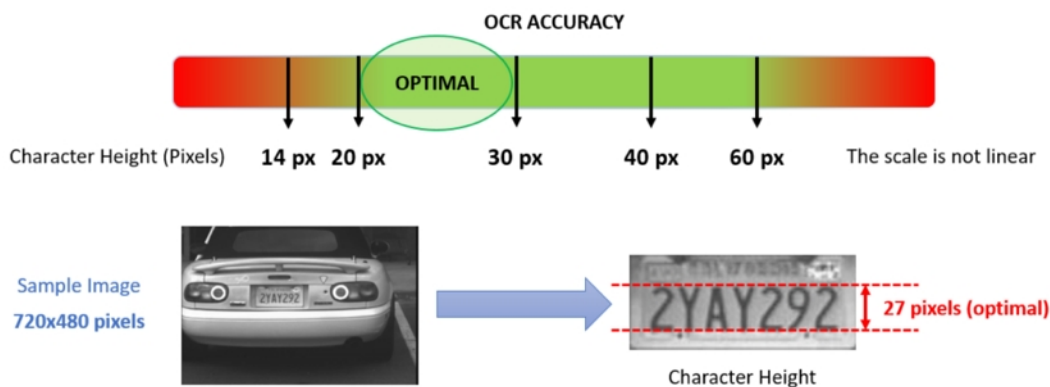 OCR ACCURACY
OPTIMAL
Character Height (Pixels) 14 px 20 px 30 px 40 px 60 px The scale is not linear
Sample Image
720x480 pixels
2YAY292
2YAY292
27 pixels (optimal)
Character Height